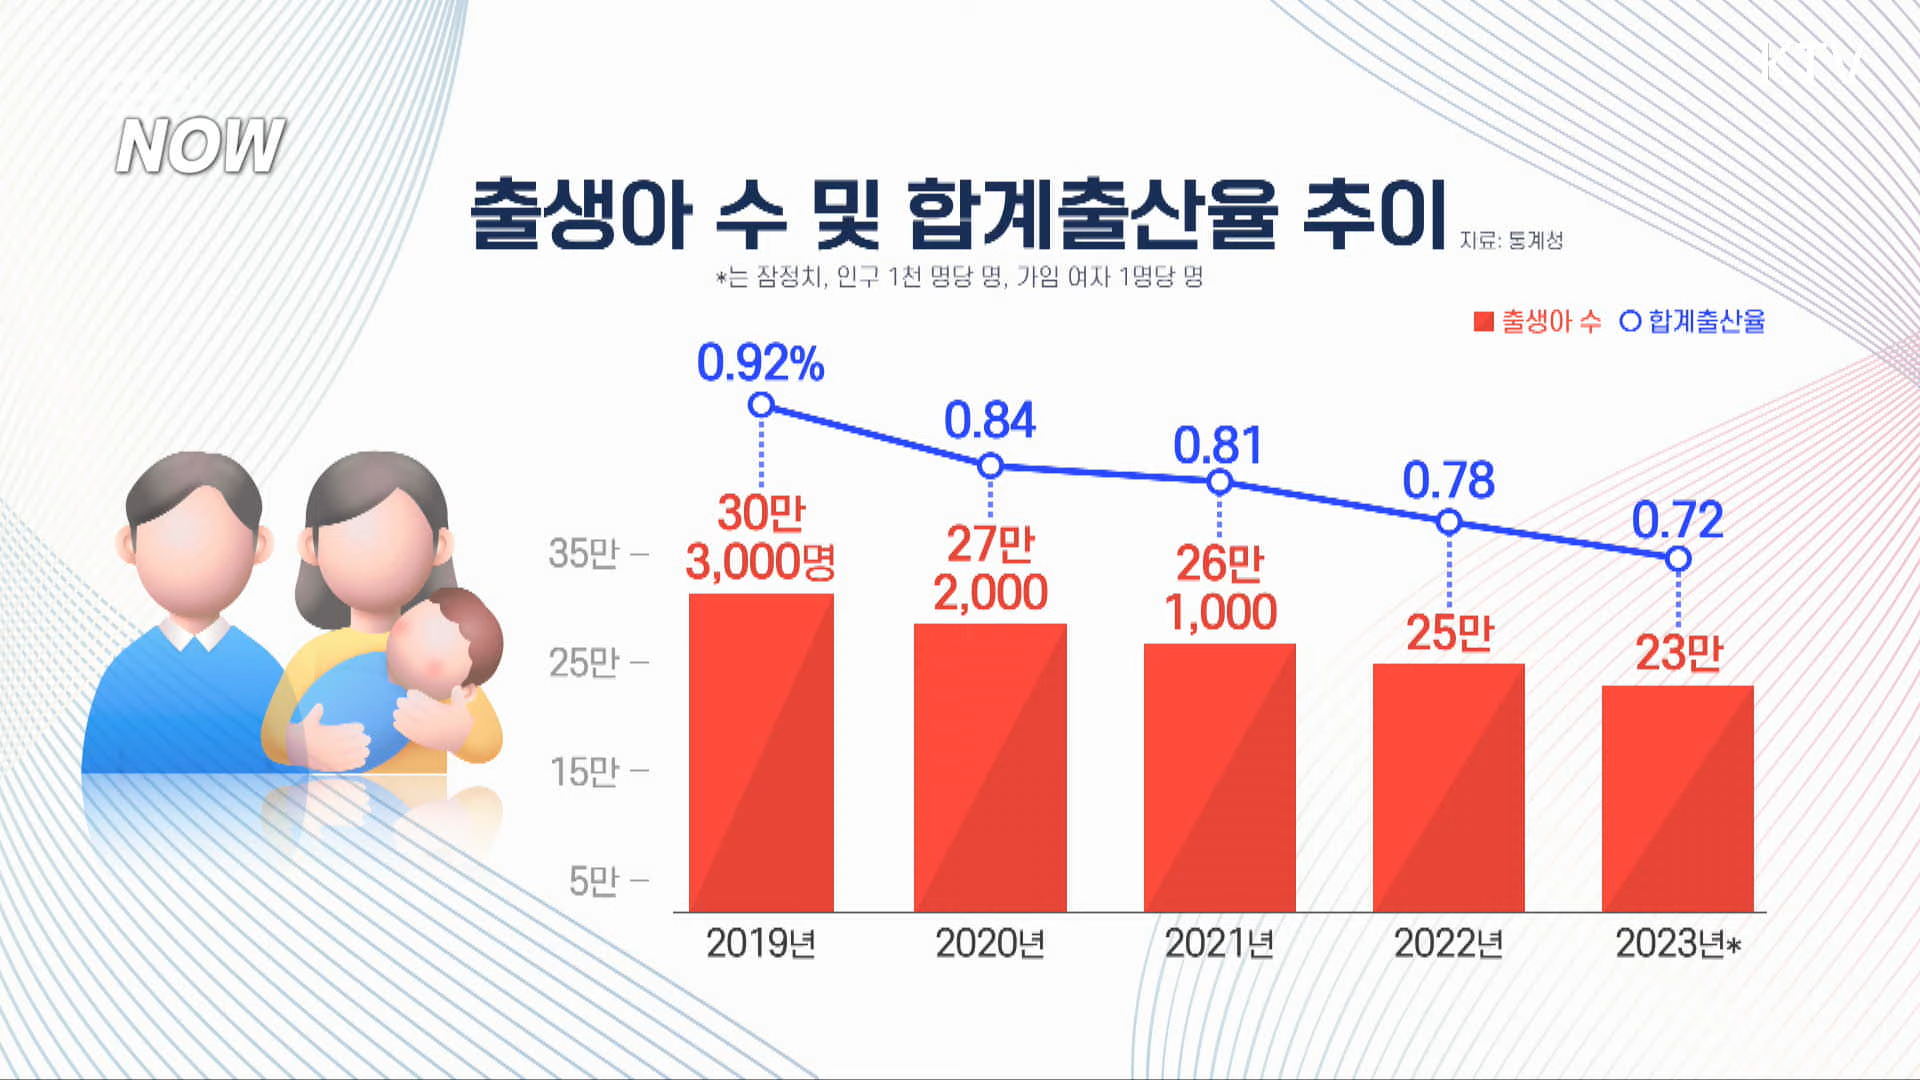 KTV
NOW
출생아 수 및 합계출산율 추이 자료: 통계청
*는 잠정치, 인구 1천 명당 명, 가임 여자 1명당 명
출생아 수 합계출산율
0.92%
0.84
0.81
0.78
0.72
30만
3,000명
27만
2,000
26만
1,000
25만
23만
35만
25만
15만
5만
2019년 2020년 2021년 2022년 2023년*